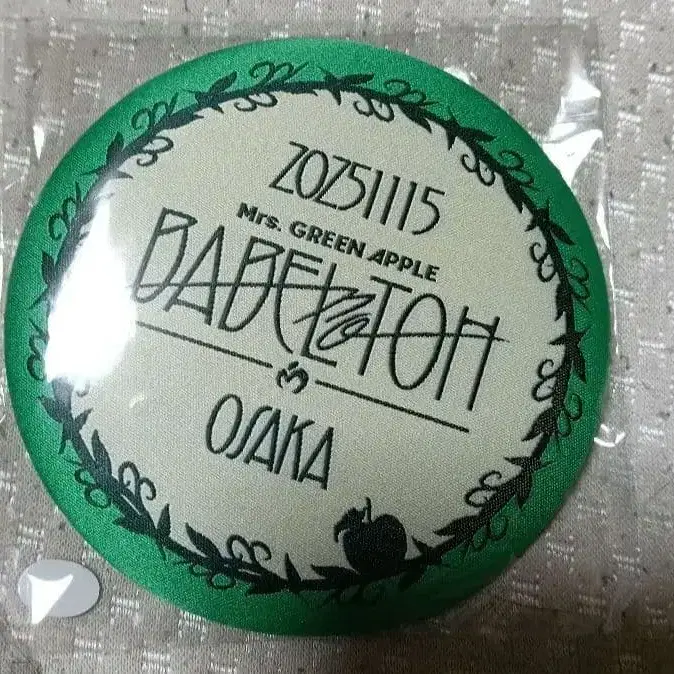 20251115
Mrs. GREEN APPLE
BABEL no TOH
OSAKA